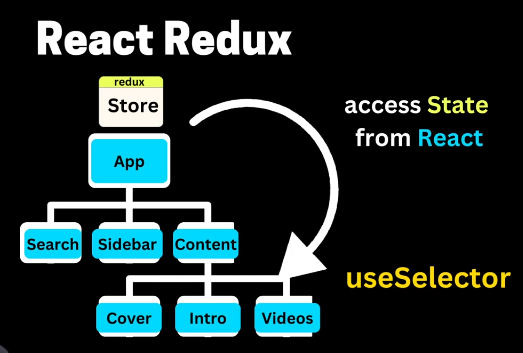 React Redux
redux
Store
access State
from React
App
Search Sidebar Content
useSelector
Cover Intro Videos